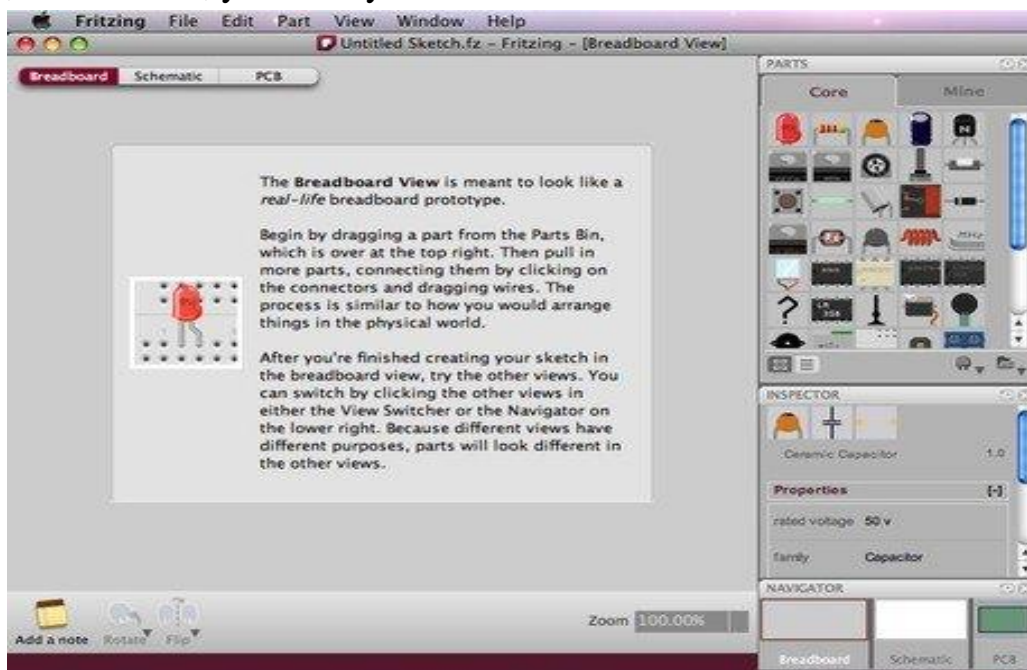 Fritzing File Edit Part View Window Help
Untitled Sketch.fz - Fritzing - [Breadboard View]
Breadboard Schematic PCB
The Breadboard View is meant to look like a
real-life breadboard prototype.
Begin by dragging a part from the Parts Bin,
which is over at the top right. Then pull in
more parts, connecting them by clicking on
the connectors and dragging wires. The
process is similar to how you would arrange
things in the physical world.
After you're finished creating your sketch in
the breadboard view, try the other views. You
can switch by clicking the other views in
either the View Switcher or the Navigator on
the lower right. Because different views have
different purposes, parts will look different in
the other views.
Add a note Rotate Flip
Zoom 100.00%
PARTS
Core Mine
N
MHz
?
INSPECTOR
Ceramic Capacitor 1.0
Properties [-]
rated voltage 50 v
family Capacitor
NAVIGATOR
Breadboard Schematic PCB